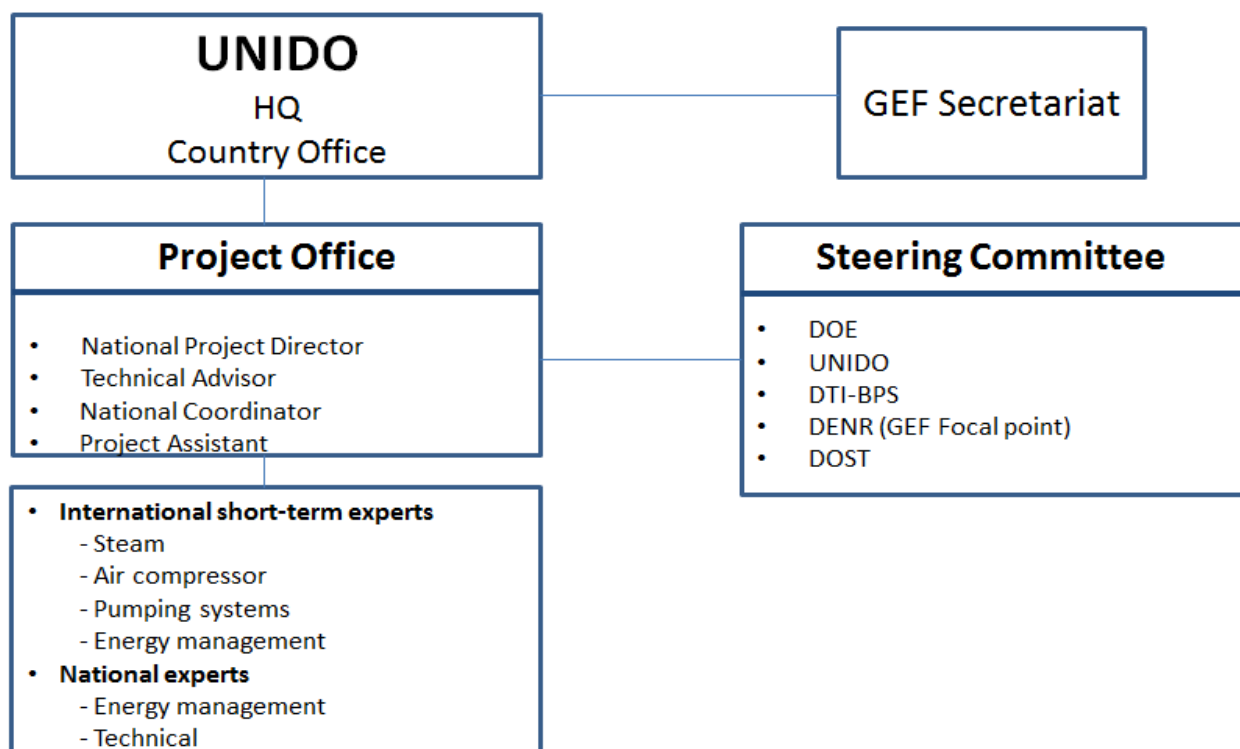 UNIDO
HQ
Country Office
GEF Secretariat
Project Office
• National Project Director
• Technical Advisor
• National Coordinator
• Project Assistant
Steering Committee
• DOE
• UNIDO
• DTI-BPS
• DENR (GEF Focal point)
• DOST
• International short-term experts
- Steam
- Air compressor
- Pumping systems
- Energy management
• National experts
- Energy management
- Technical